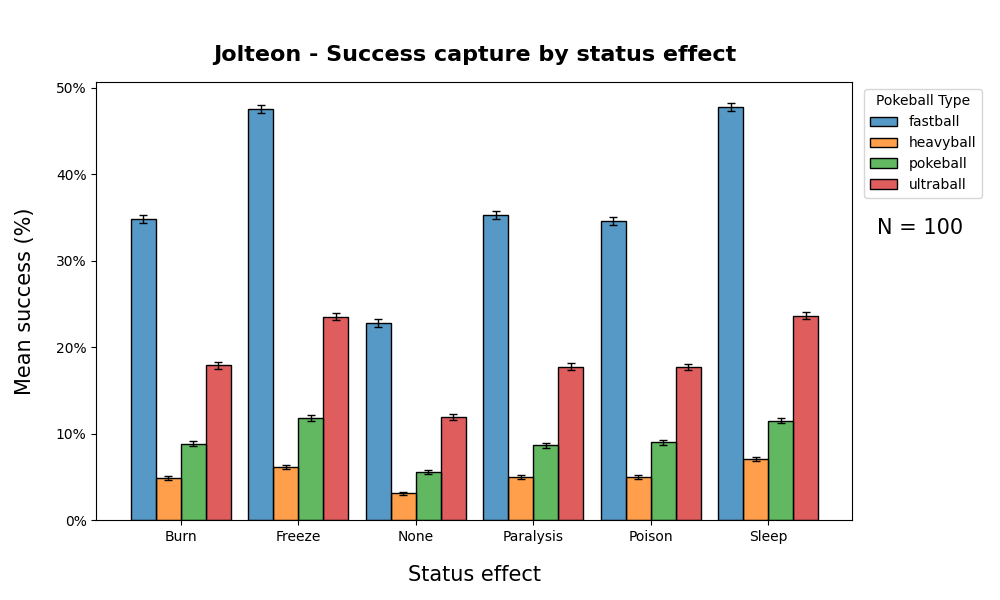 Jolteon - Success capture by status effect
Mean success (%)
50%
40%
30%
20%
10%
0%
Burn
Freeze
None
Paralysis
Poison
Sleep
Status effect
Pokeball Type
fastball
heavyball
pokeball
ultraball
N = 100